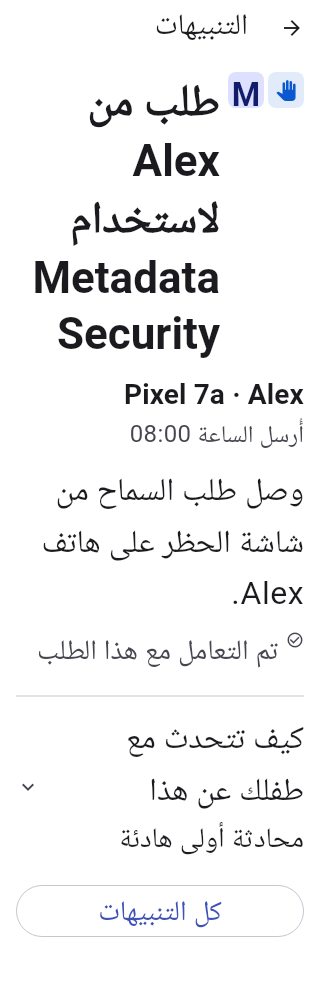 التنبيهات
M
طلب من
Alex
لاستخدام
Metadata
Security
Pixel 7a · Alex
أرسل الساعة 08:00
وصل طلب السماح من
شاشة الحظر على هاتف
Alex.
تم التعامل مع هذا الطلب
كيف تتحدث مع
طفلك عن هذا
محادثة أولى هادئة
كل التنبيهات